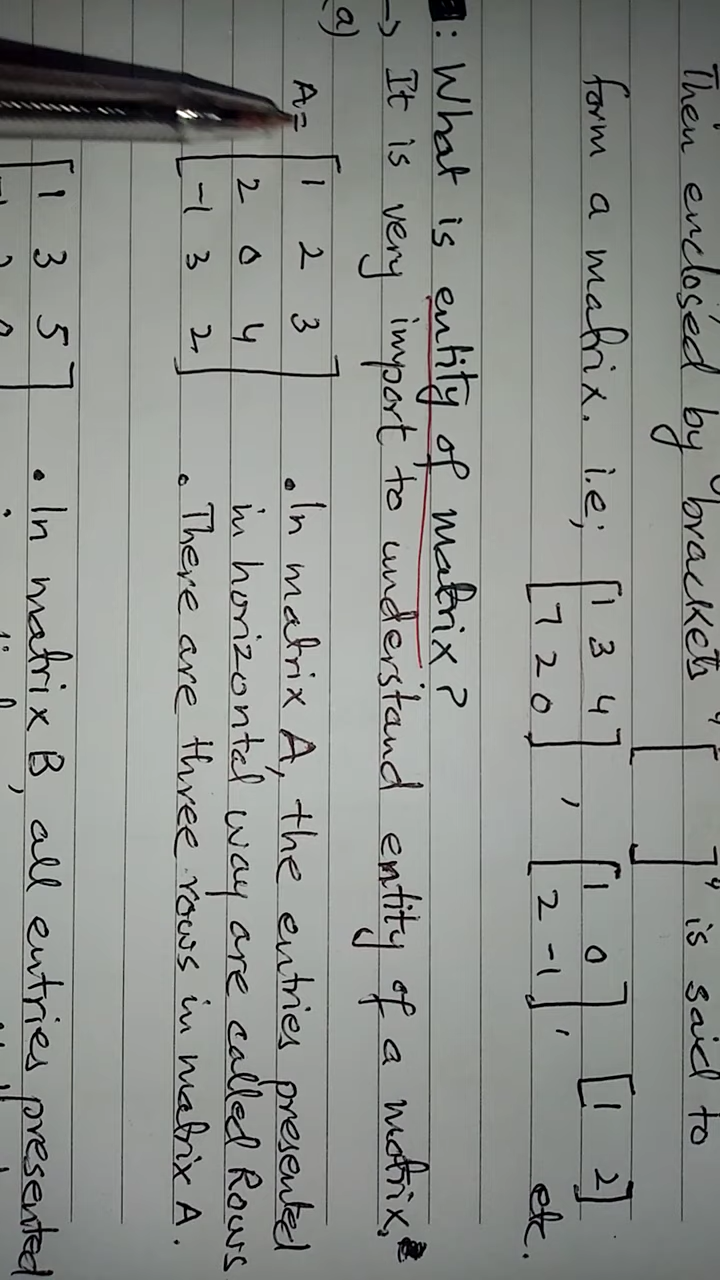 Then enclosed by brackets "[ ]" is said to
form a matrix. i.e; [1 3 4
7 2 0], [1 0
2 -1], [1 2] etc.
: What is entity of matrix?
→ It is very import to understand entity of a matrix.
a)
A= [1 2 3
2 0 4
-1 3 2]
• In matrix A, the entries presented
in horizontal way are called Rows
• There are three rows in matrix A.
[1 3 5
• In matrix B, all entries presented